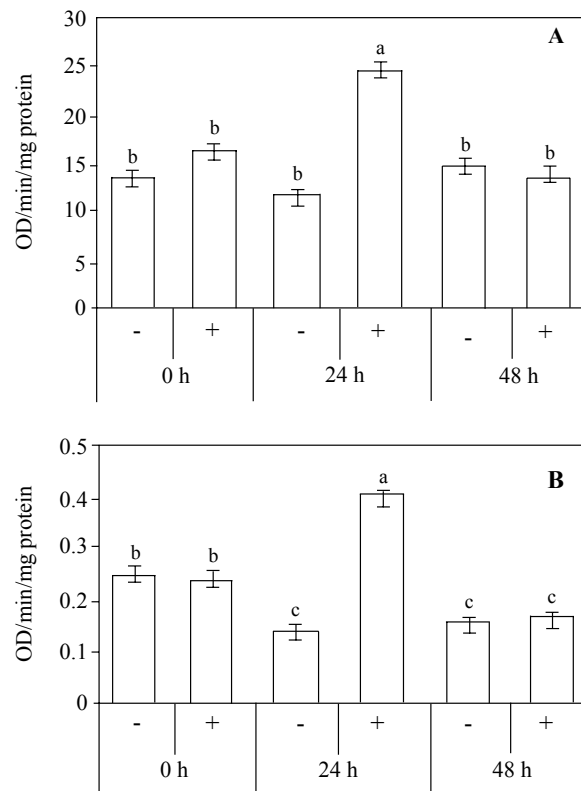 30
A
25
a
20
b
b
b
b
b
15
10
5
0
OD/min/mg protein
- + - + - +
0 h 24 h 48 h
0.5
B
a
0.4
0.3
b b
0.2
c c c
0.1
0
OD/min/mg protein
- + - + - +
0 h 24 h 48 h